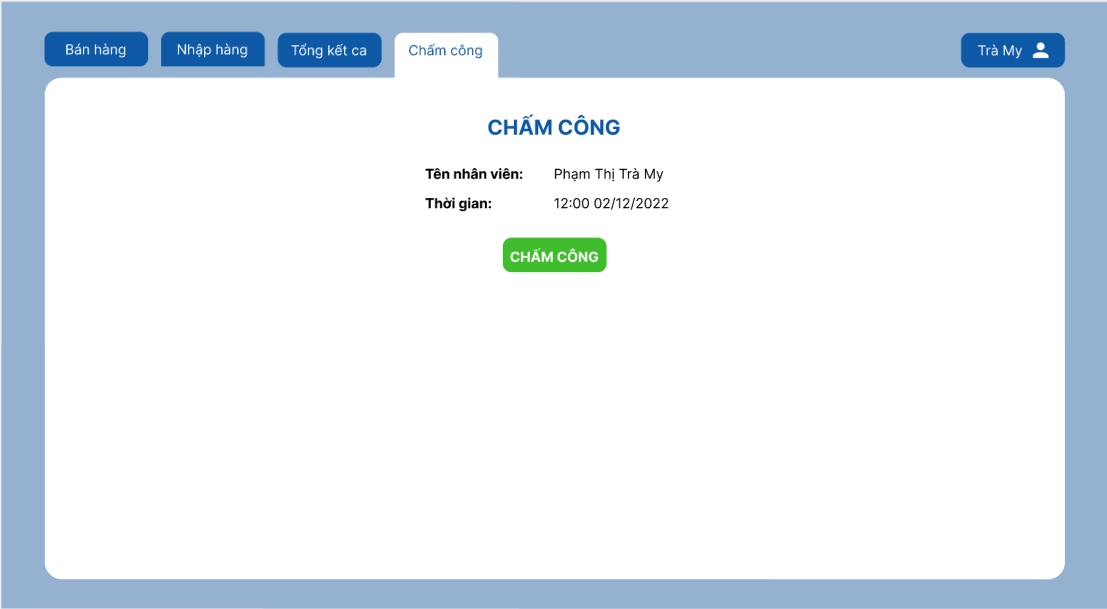 Bán hàng Nhập hàng Tổng kết ca Chấm công Trà My
CHẤM CÔNG
Tên nhân viên: Phạm Thị Trà My
Thời gian: 12:00 02/12/2022
CHẤM CÔNG